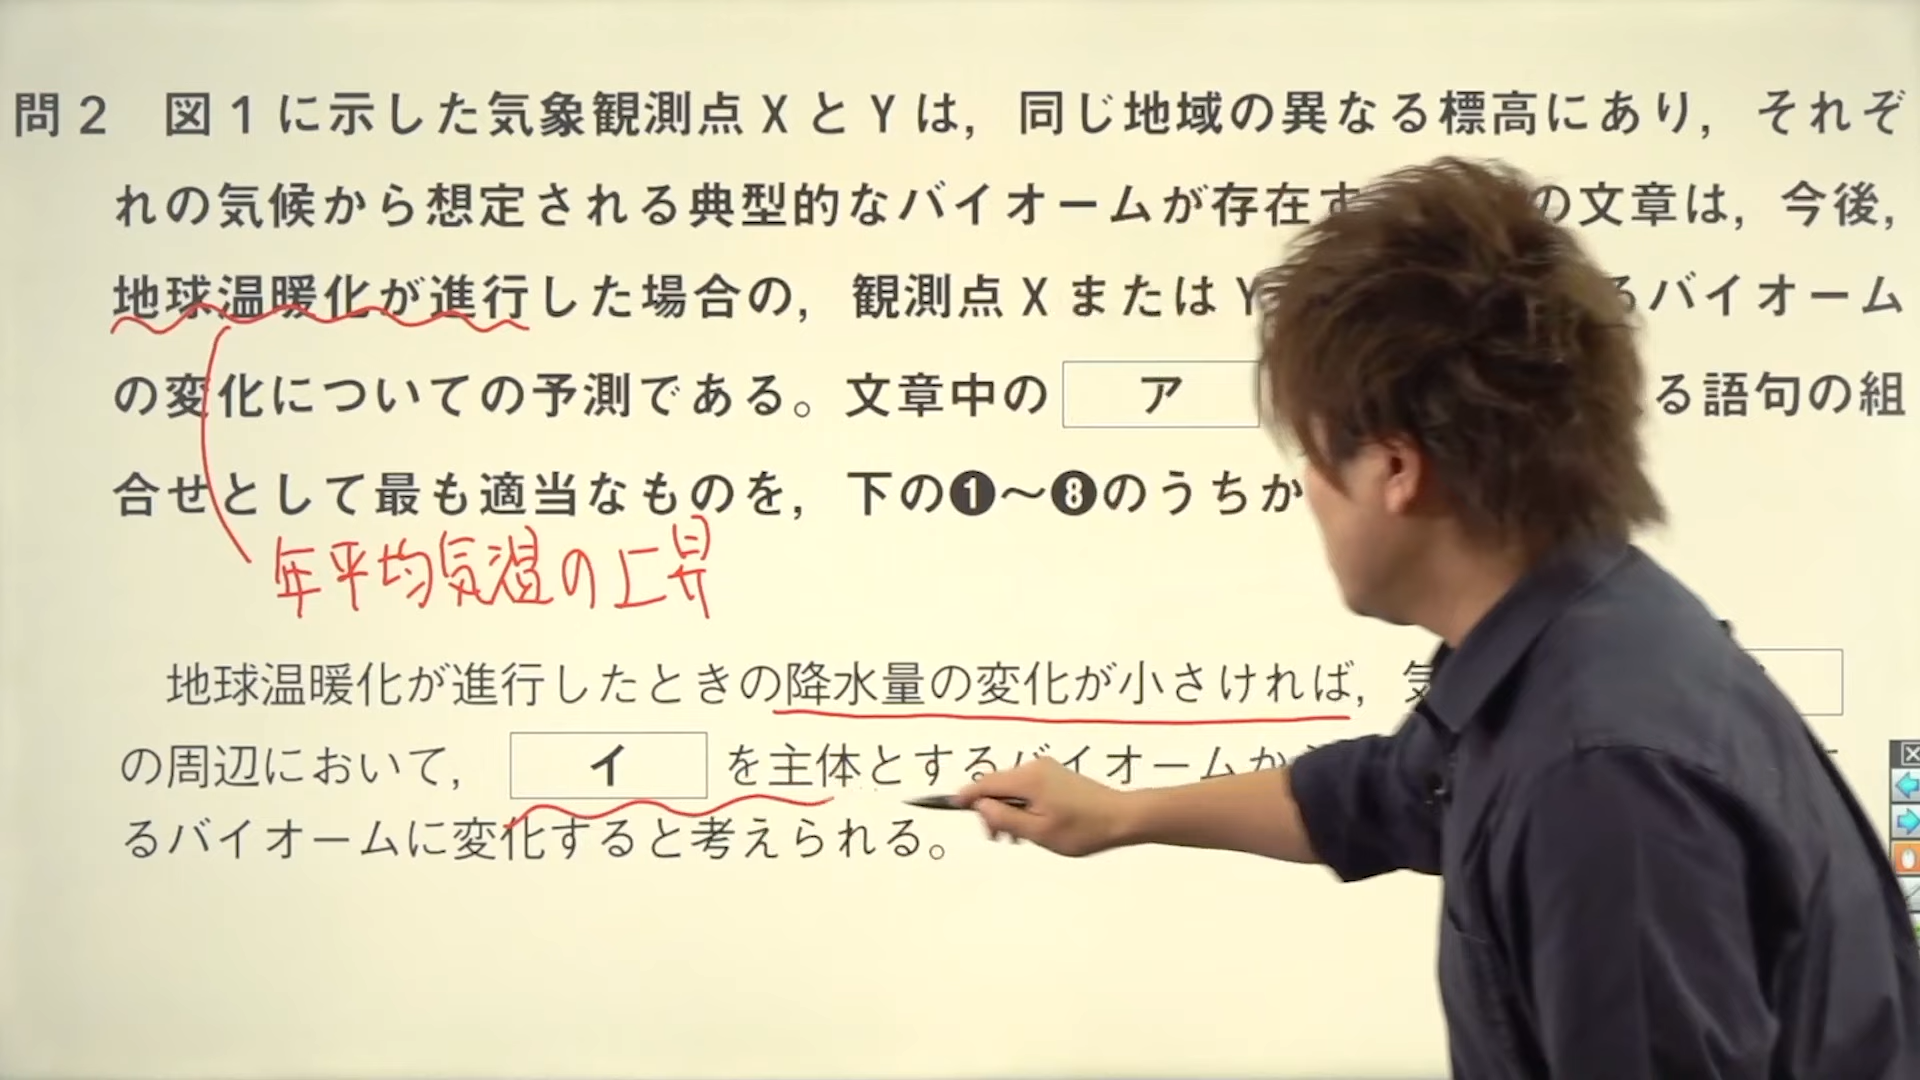 問2 図1に示した気象観測点XとYは，同じ地域の異なる標高にあり，それぞ
れの気候から想定される典型的なバイオームが存在す の文章は，今後，
地球温暖化が進行した場合の，観測点XまたはY るバイオーム
の変化についての予測である。文章中の ア る語句の組
合せとして最も適当なものを，下の❶～❽のうちか
年平均気温の上昇
地球温暖化が進行したときの降水量の変化が小さければ，気
の周辺において， イ を主体とするバイオームか
るバイオームに変化すると考えられる。